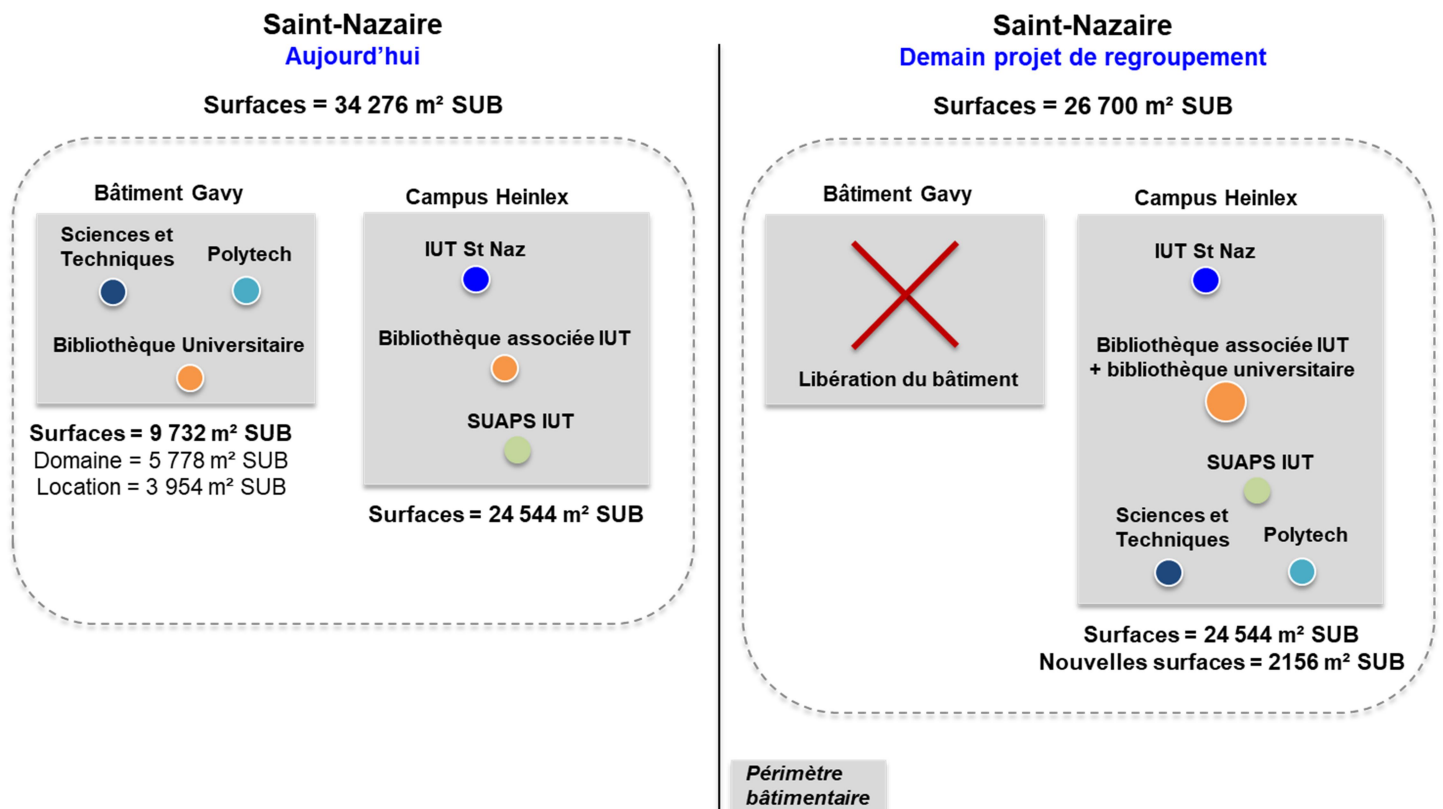 Saint-Nazaire
Aujourd’hui
Surfaces = 34 276 m² SUB
Bâtiment Gavy
Sciences et
Techniques
Polytech
Bibliothèque Universitaire
Surfaces = 9 732 m² SUB
Domaine = 5 778 m² SUB
Location = 3 954 m² SUB
Campus Heinlex
IUT St Naz
Bibliothèque associée IUT
SUAPS IUT
Surfaces = 24 544 m² SUB
Saint-Nazaire
Demain projet de regroupement
Surfaces = 26 700 m² SUB
Bâtiment Gavy
Libération du bâtiment
Campus Heinlex
IUT St Naz
Bibliothèque associée IUT
+ bibliothèque universitaire
SUAPS IUT
Sciences et
Techniques
Polytech
Surfaces = 24 544 m² SUB
Nouvelles surfaces = 2156 m² SUB
Périmètre
bâtimentaire